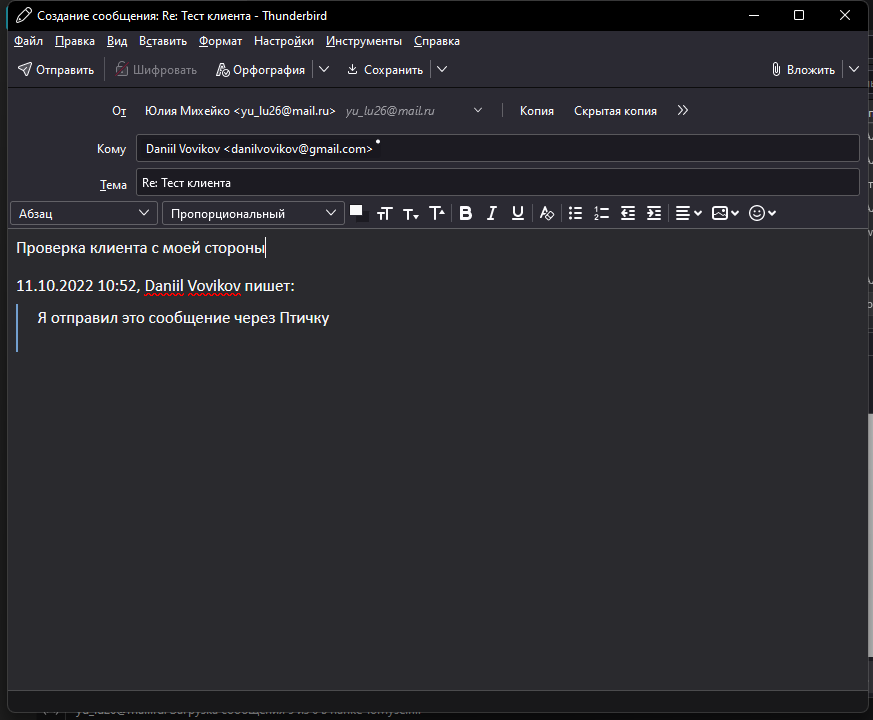 Создание сообщения: Re: Тест клиента - Thunderbird
Файл Правка Вид Вставить Формат Настройки Инструменты Справка
Отправить Шифровать Орфография Сохранить Вложить
От Юлия Михейко <yu_lu26@mail.ru> yu_lu26@mail.ru Копия Скрытая копия
Кому Daniil Vovikov <danilvovikov@gmail.com>
Тема Re: Тест клиента
Абзац Пропорциональный
Проверка клиента с моей стороны
11.10.2022 10:52, Daniil Vovikov пишет:
Я отправил это сообщение через Птичку